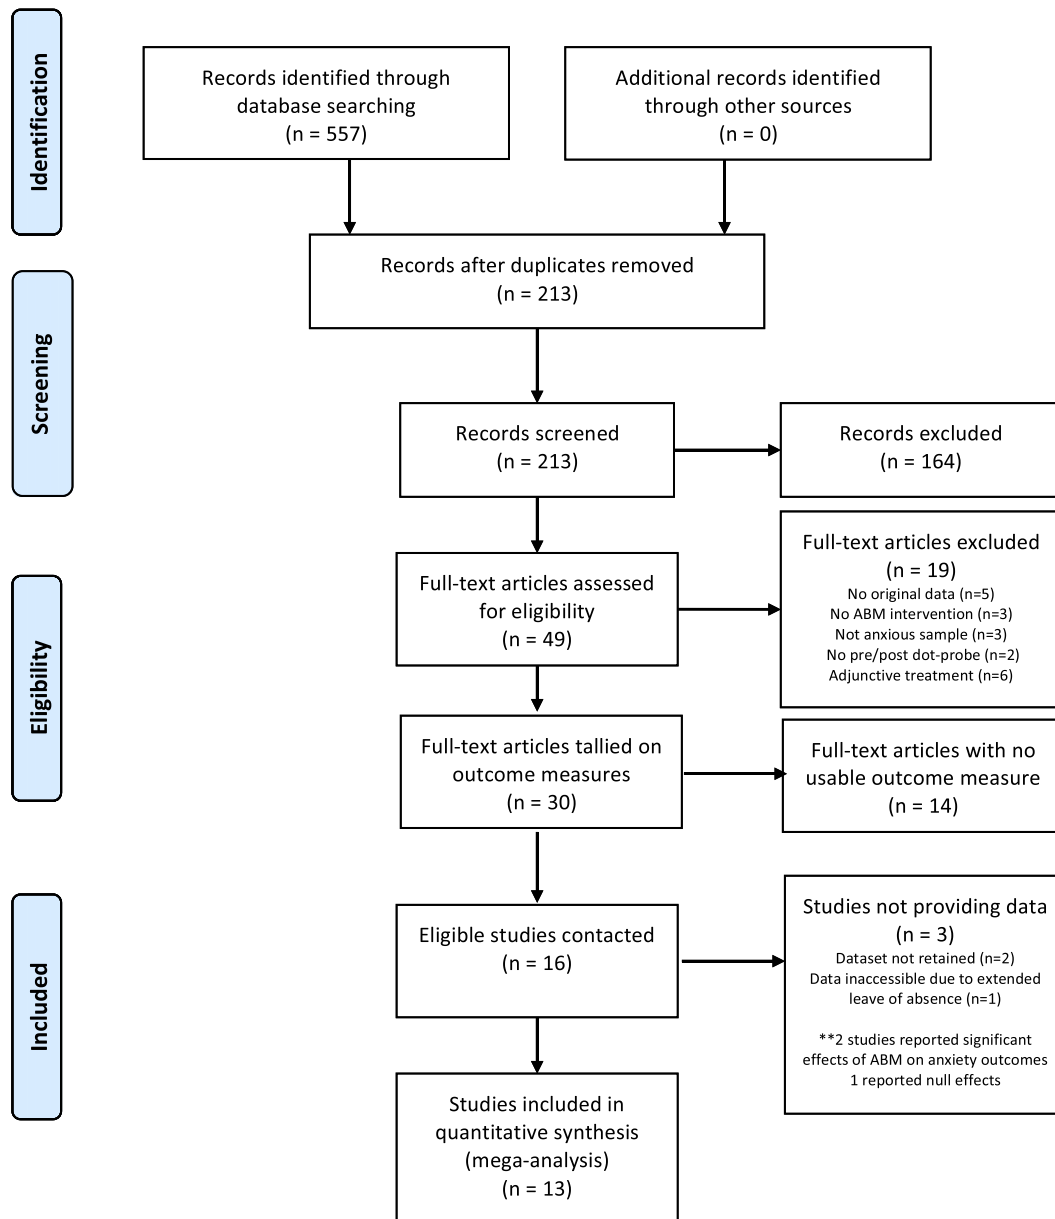 Identification
Records identified through
database searching
(n = 557)
Additional records identified
through other sources
(n = 0)
Records after duplicates removed
(n = 213)
Screening
Records screened
(n = 213)
Records excluded
(n = 164)
Eligibility
Full-text articles assessed
for eligibility
(n = 49)
Full-text articles excluded
(n = 19)
No original data (n=5)
No ABM intervention (n=3)
Not anxious sample (n=3)
No pre/post dot-probe (n=2)
Adjunctive treatment (n=6)
Full-text articles tallied on
outcome measures
(n = 30)
Full-text articles with no
usable outcome measure
(n = 14)
Included
Eligible studies contacted
(n = 16)
Studies not providing data
(n = 3)
Dataset not retained (n=2)
Data inaccessible due to extended
leave of absence (n=1)
**2 studies reported significant
effects of ABM on anxiety outcomes
1 reported null effects
Studies included in
quantitative synthesis
(mega-analysis)
(n = 13)